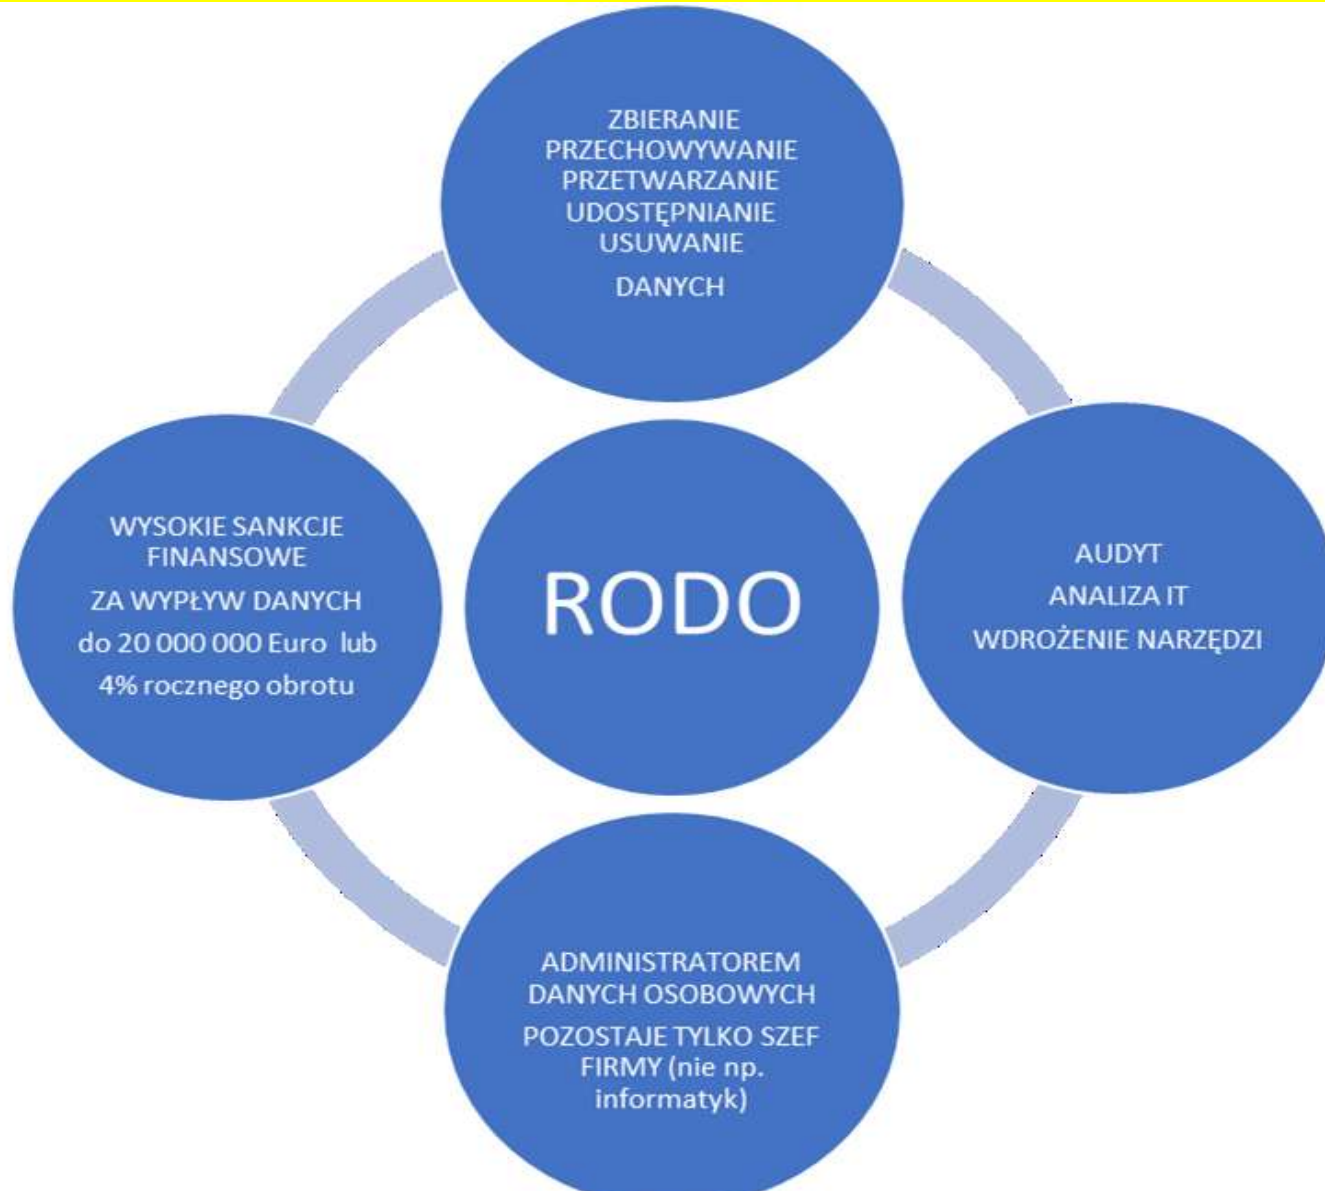 ZBIERANIE
PRZECHOWYWANIE
PRZETWARZANIE
UDOSTĘPNIANIE
USUWANIE
DANYCH
WYSOKIE SANKCJE
FINANSOWE
ZA WYPŁYW DANYCH
do 20 000 000 Euro lub
4% rocznego obrotu
RODO
AUDYT
ANALIZA IT
WDROŻENIE NARZĘDZI
ADMINISTRATOREM
DANYCH OSOBOWYCH
POZOSTAJE TYLKO SZEF
FIRMY (nie np.
informatyk)